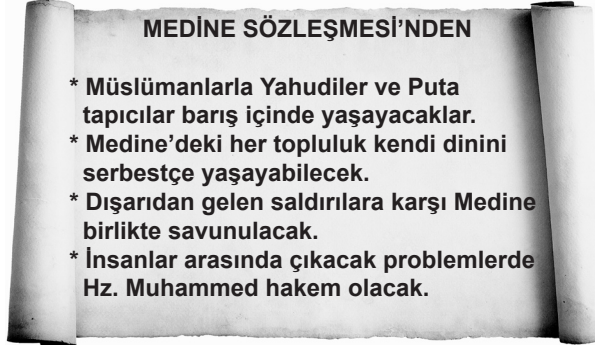 MEDİNE SÖZLEŞMESİ’NDEN
* Müslümanlarla Yahudiler ve Puta
tapıcılar barış içinde yaşayacaklar.
* Medine’deki her topluluk kendi dinini
serbestçe yaşayabilecek.
* Dışarıdan gelen saldırılara karşı Medine
birlikte savunulacak.
* İnsanlar arasında çıkacak problemlerde
Hz. Muhammed hakem olacak.